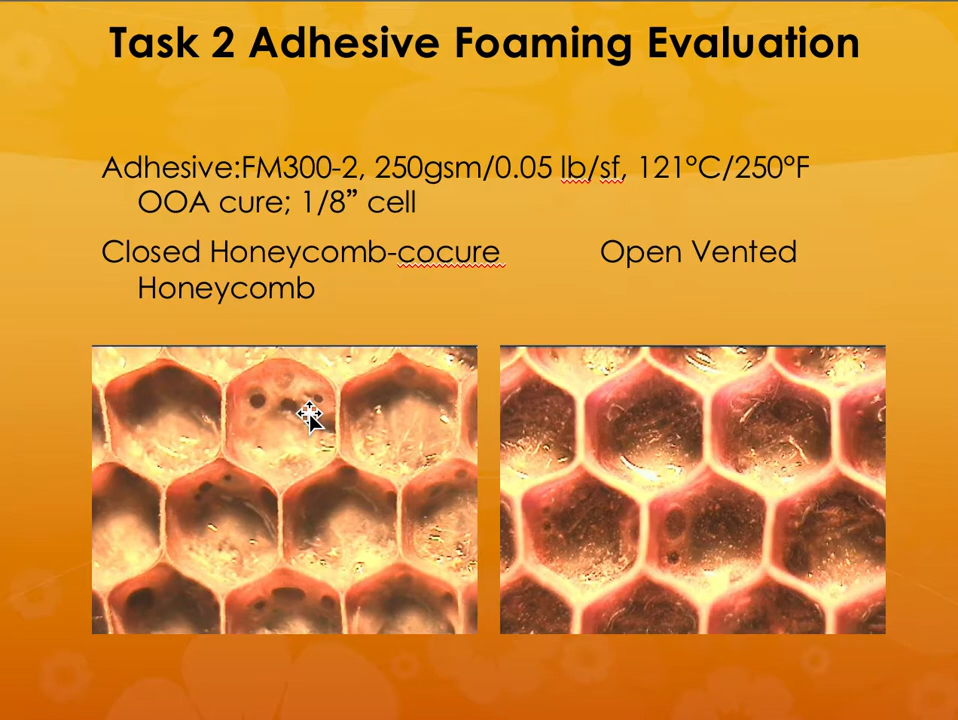 Task 2 Adhesive Foaming Evaluation
Adhesive:FM300-2, 250gsm/0.05 lb/sf, 121°C/250°F
OOA cure; 1/8” cell
Closed Honeycomb-cocure Open Vented
Honeycomb